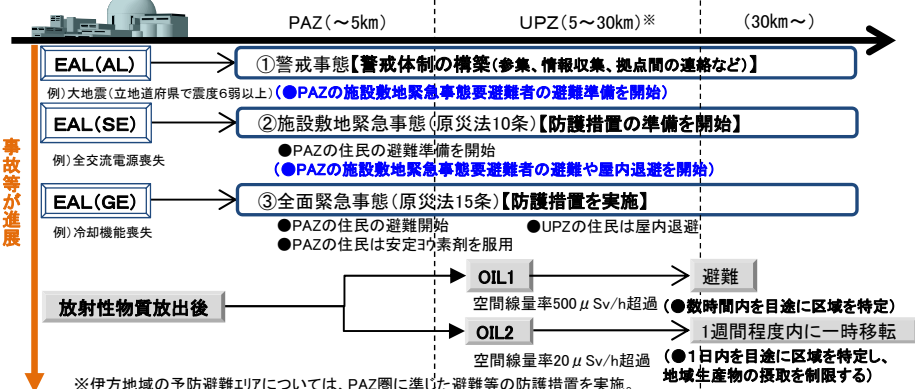 PAZ(～5km)
UPZ(5～30km)※
(30km～)
EAL(AL)
①警戒事態【警戒体制の構築(参集、情報収集、拠点間の連絡など)】
例)大地震(立地道府県で震度6弱以上)
(●PAZの施設敷地緊急事態要避難者の避難準備を開始)
EAL(SE)
②施設敷地緊急事態(原災法10条)【防護措置の準備を開始】
例)全交流電源喪失
●PAZの住民の避難準備を開始
(●PAZの施設敷地緊急事態要避難者の避難や屋内退避を開始)
事故等が進展
EAL(GE)
③全面緊急事態(原災法15条)【防護措置を実施】
例)冷却機能喪失
●PAZの住民の避難開始
●UPZの住民は屋内退避
●PAZの住民は安定ヨウ素剤を服用
放射性物質放出後
OIL1
避難
空間線量率500μSv/h超過
(●数時間内を目途に区域を特定)
OIL2
1週間程度内に一時移転
空間線量率20μSv/h超過
(●1日内を目途に区域を特定し、
地域生産物の摂取を制限する)
※伊方地域の予防避難エリアについては、PAZ圏に準じた避難等の防護措置を実施。